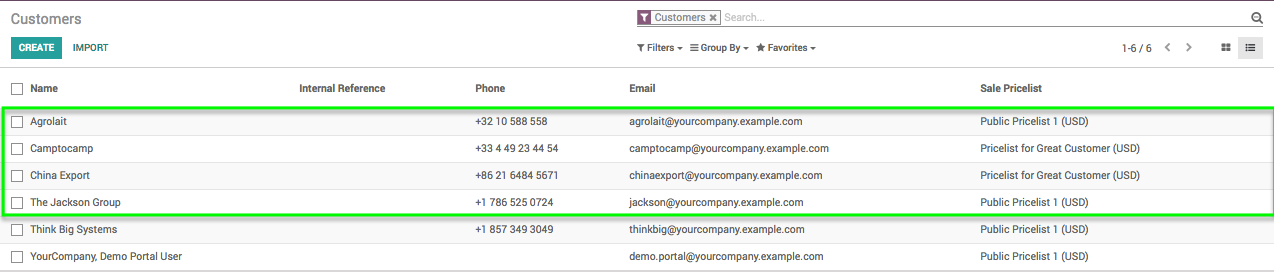 Customers
Customers ✖ Search...
CREATE IMPORT Filters Group By Favorites 1-6 / 6
Name Internal Reference Phone Email Sale Pricelist
Agrolait +32 10 588 558 agrolait@yourcompany.example.com Public Pricelist 1 (USD)
Camptocamp +33 4 49 23 44 54 camptocamp@yourcompany.example.com Pricelist for Great Customer (USD)
China Export +86 21 6484 5671 chinaexport@yourcompany.example.com Pricelist for Great Customer (USD)
The Jackson Group +1 786 525 0724 jackson@yourcompany.example.com Public Pricelist 1 (USD)
Think Big Systems +1 857 349 3049 thinkbig@yourcompany.example.com Public Pricelist 1 (USD)
YourCompany, Demo Portal User demo.portal@yourcompany.example.com Public Pricelist 1 (USD)